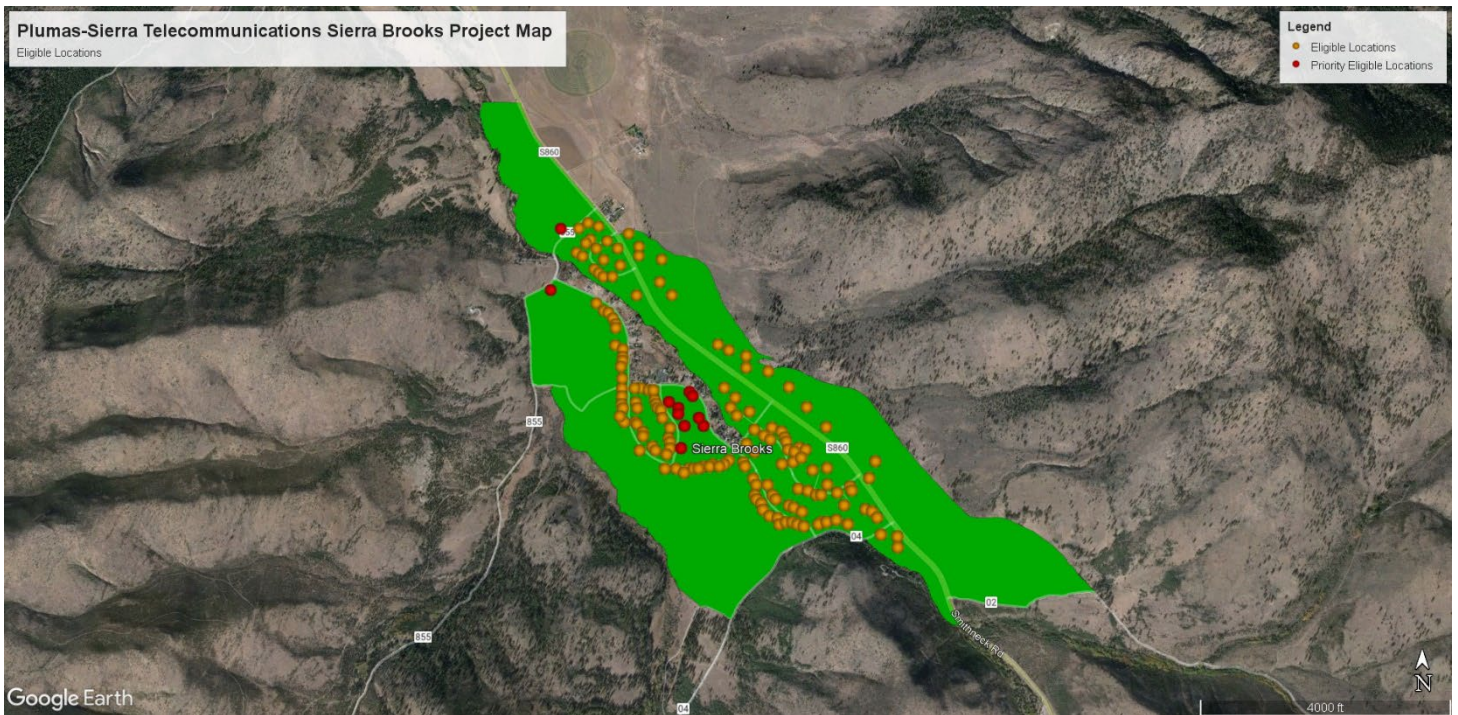 Plumas-Sierra Telecommunications Sierra Brooks Project Map
Eligible Locations
Legend
Eligible Locations
Priority Eligible Locations
S860
855
Sierra Brooks
S860
04
02
Smithneck Rd
855
04
Google Earth
N
4000 ft